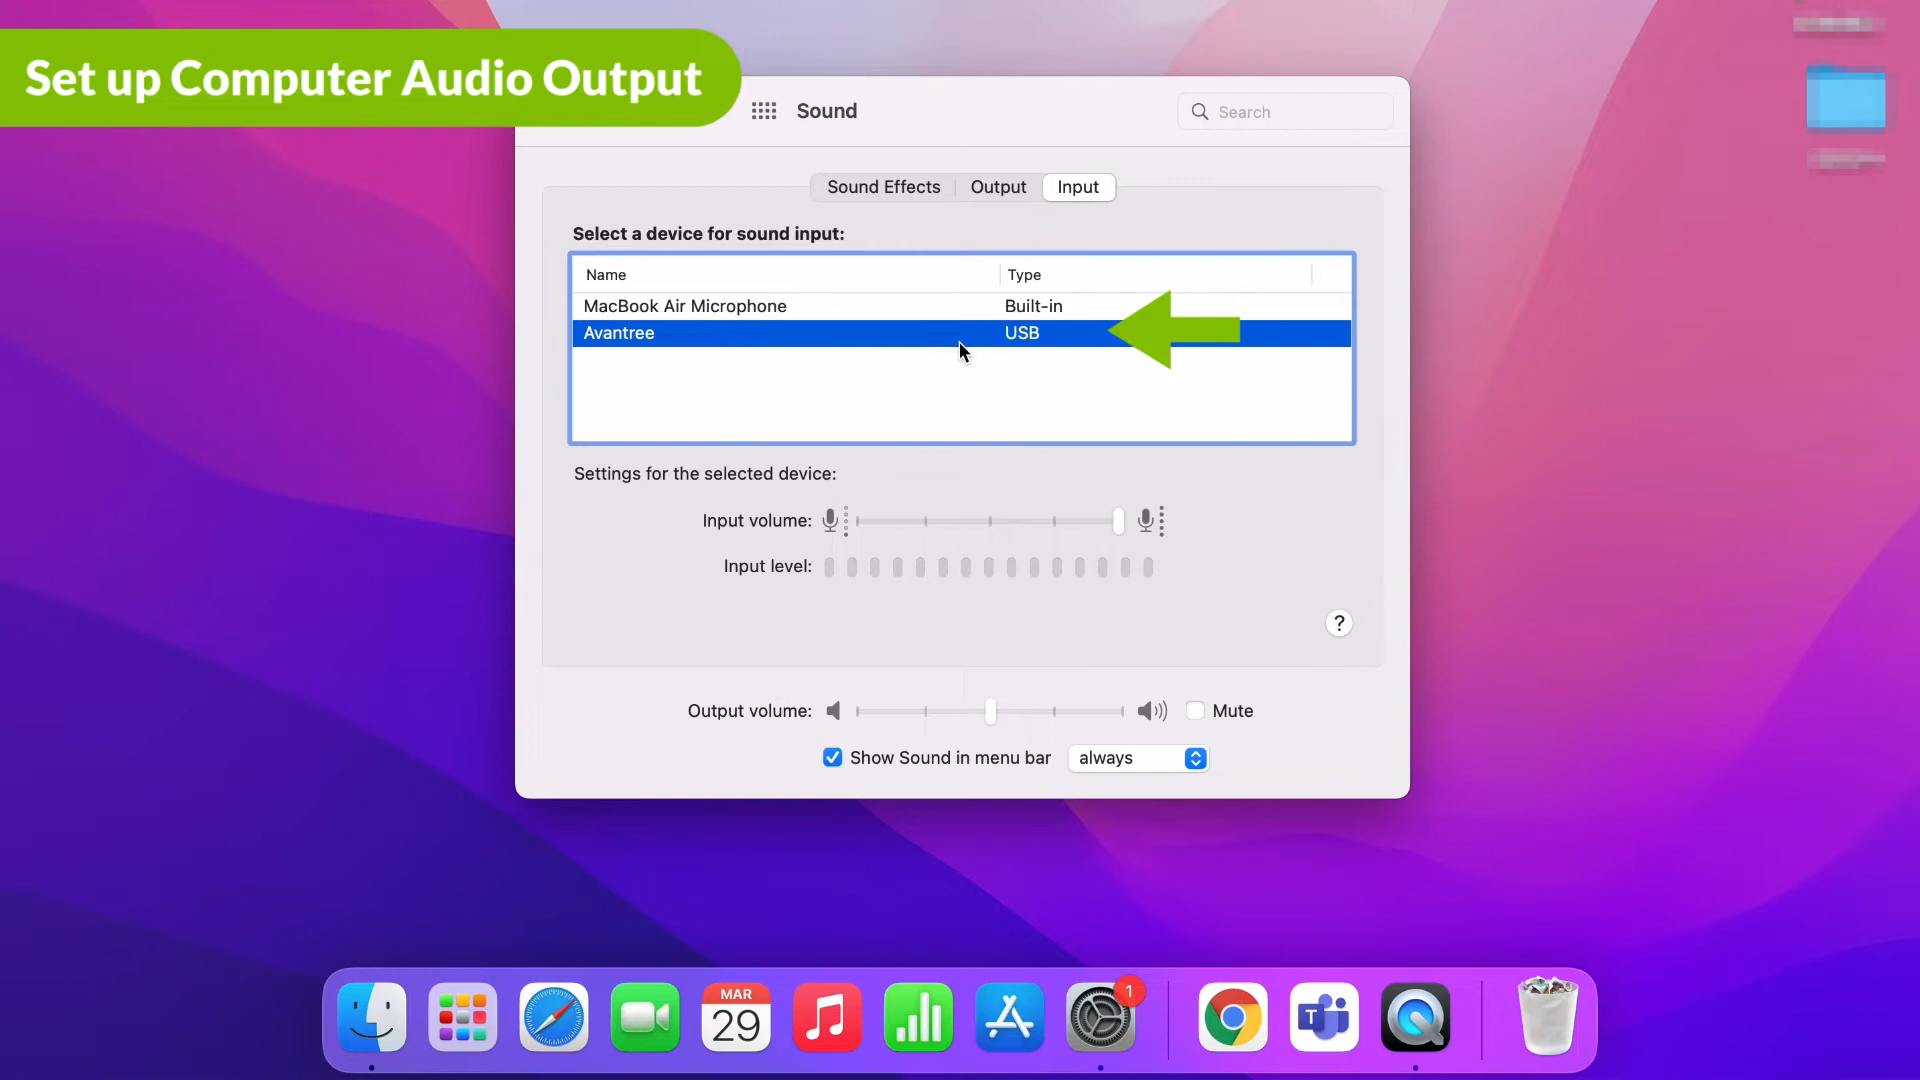 Set up Computer Audio Output
Sound
Search
Sound Effects
Output
Input
Select a device for sound input:
Name
Type
MacBook Air Microphone
Built-in
Avantree
USB
Settings for the selected device:
Input volume:
Input level:
?
Output volume:
Mute
Show Sound in menu bar
always
MAR
29
1
T